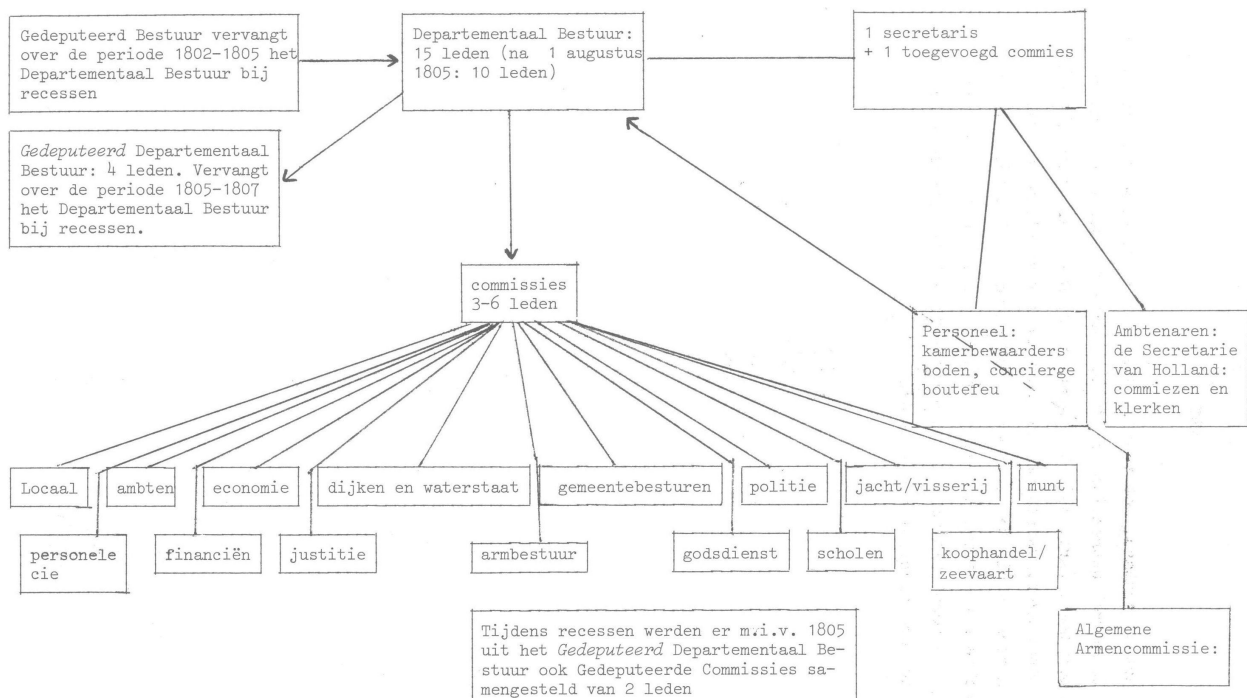 Gedeputeerd Bestuur vervangt
over de periode 1802-1805 het
Departementaal Bestuur bij
recessen
Departementaal Bestuur:
15 leden (na 1 augustus
1805: 10 leden)
1 secretaris
+ 1 toegevoegd commies
Gedeputeerd Departementaal
Bestuur: 4 leden. Vervangt
over de periode 1805-1807
het Departementaal Bestuur
bij recessen.
commissies
3-6 leden
Personeel:
kamerbewaarders
boden, concierge
boutefeu
Ambtenaren:
de Secretarie
van Holland:
commiezen en
klerken
Locaal
ambten
economie
dijken en waterstaat
gemeentebesturen
politie
jacht/visserij
munt
personele
cie
financiën
justitie
armbestuur
godsdienst
scholen
koophandel/
zeevaart
Tijdens recessen werden er m.i.v. 1805
uit het Gedeputeerd Departementaal Be-
stuur ook Gedeputeerde Commissies sa-
mengesteld van 2 leden
Algemene
Armencommissie: